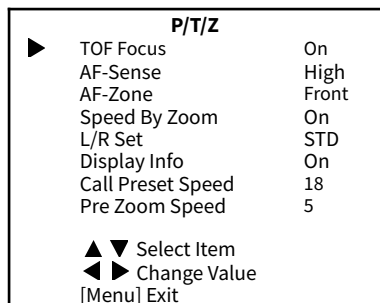 P/T/Z
▶ TOF Focus On
AF-Sense High
AF-Zone Front
Speed By Zoom On
L/R Set STD
Display Info On
Call Preset Speed 18
Pre Zoom Speed 5
▲ ▼ Select Item
◀ ▶ Change Value
[Menu] Exit